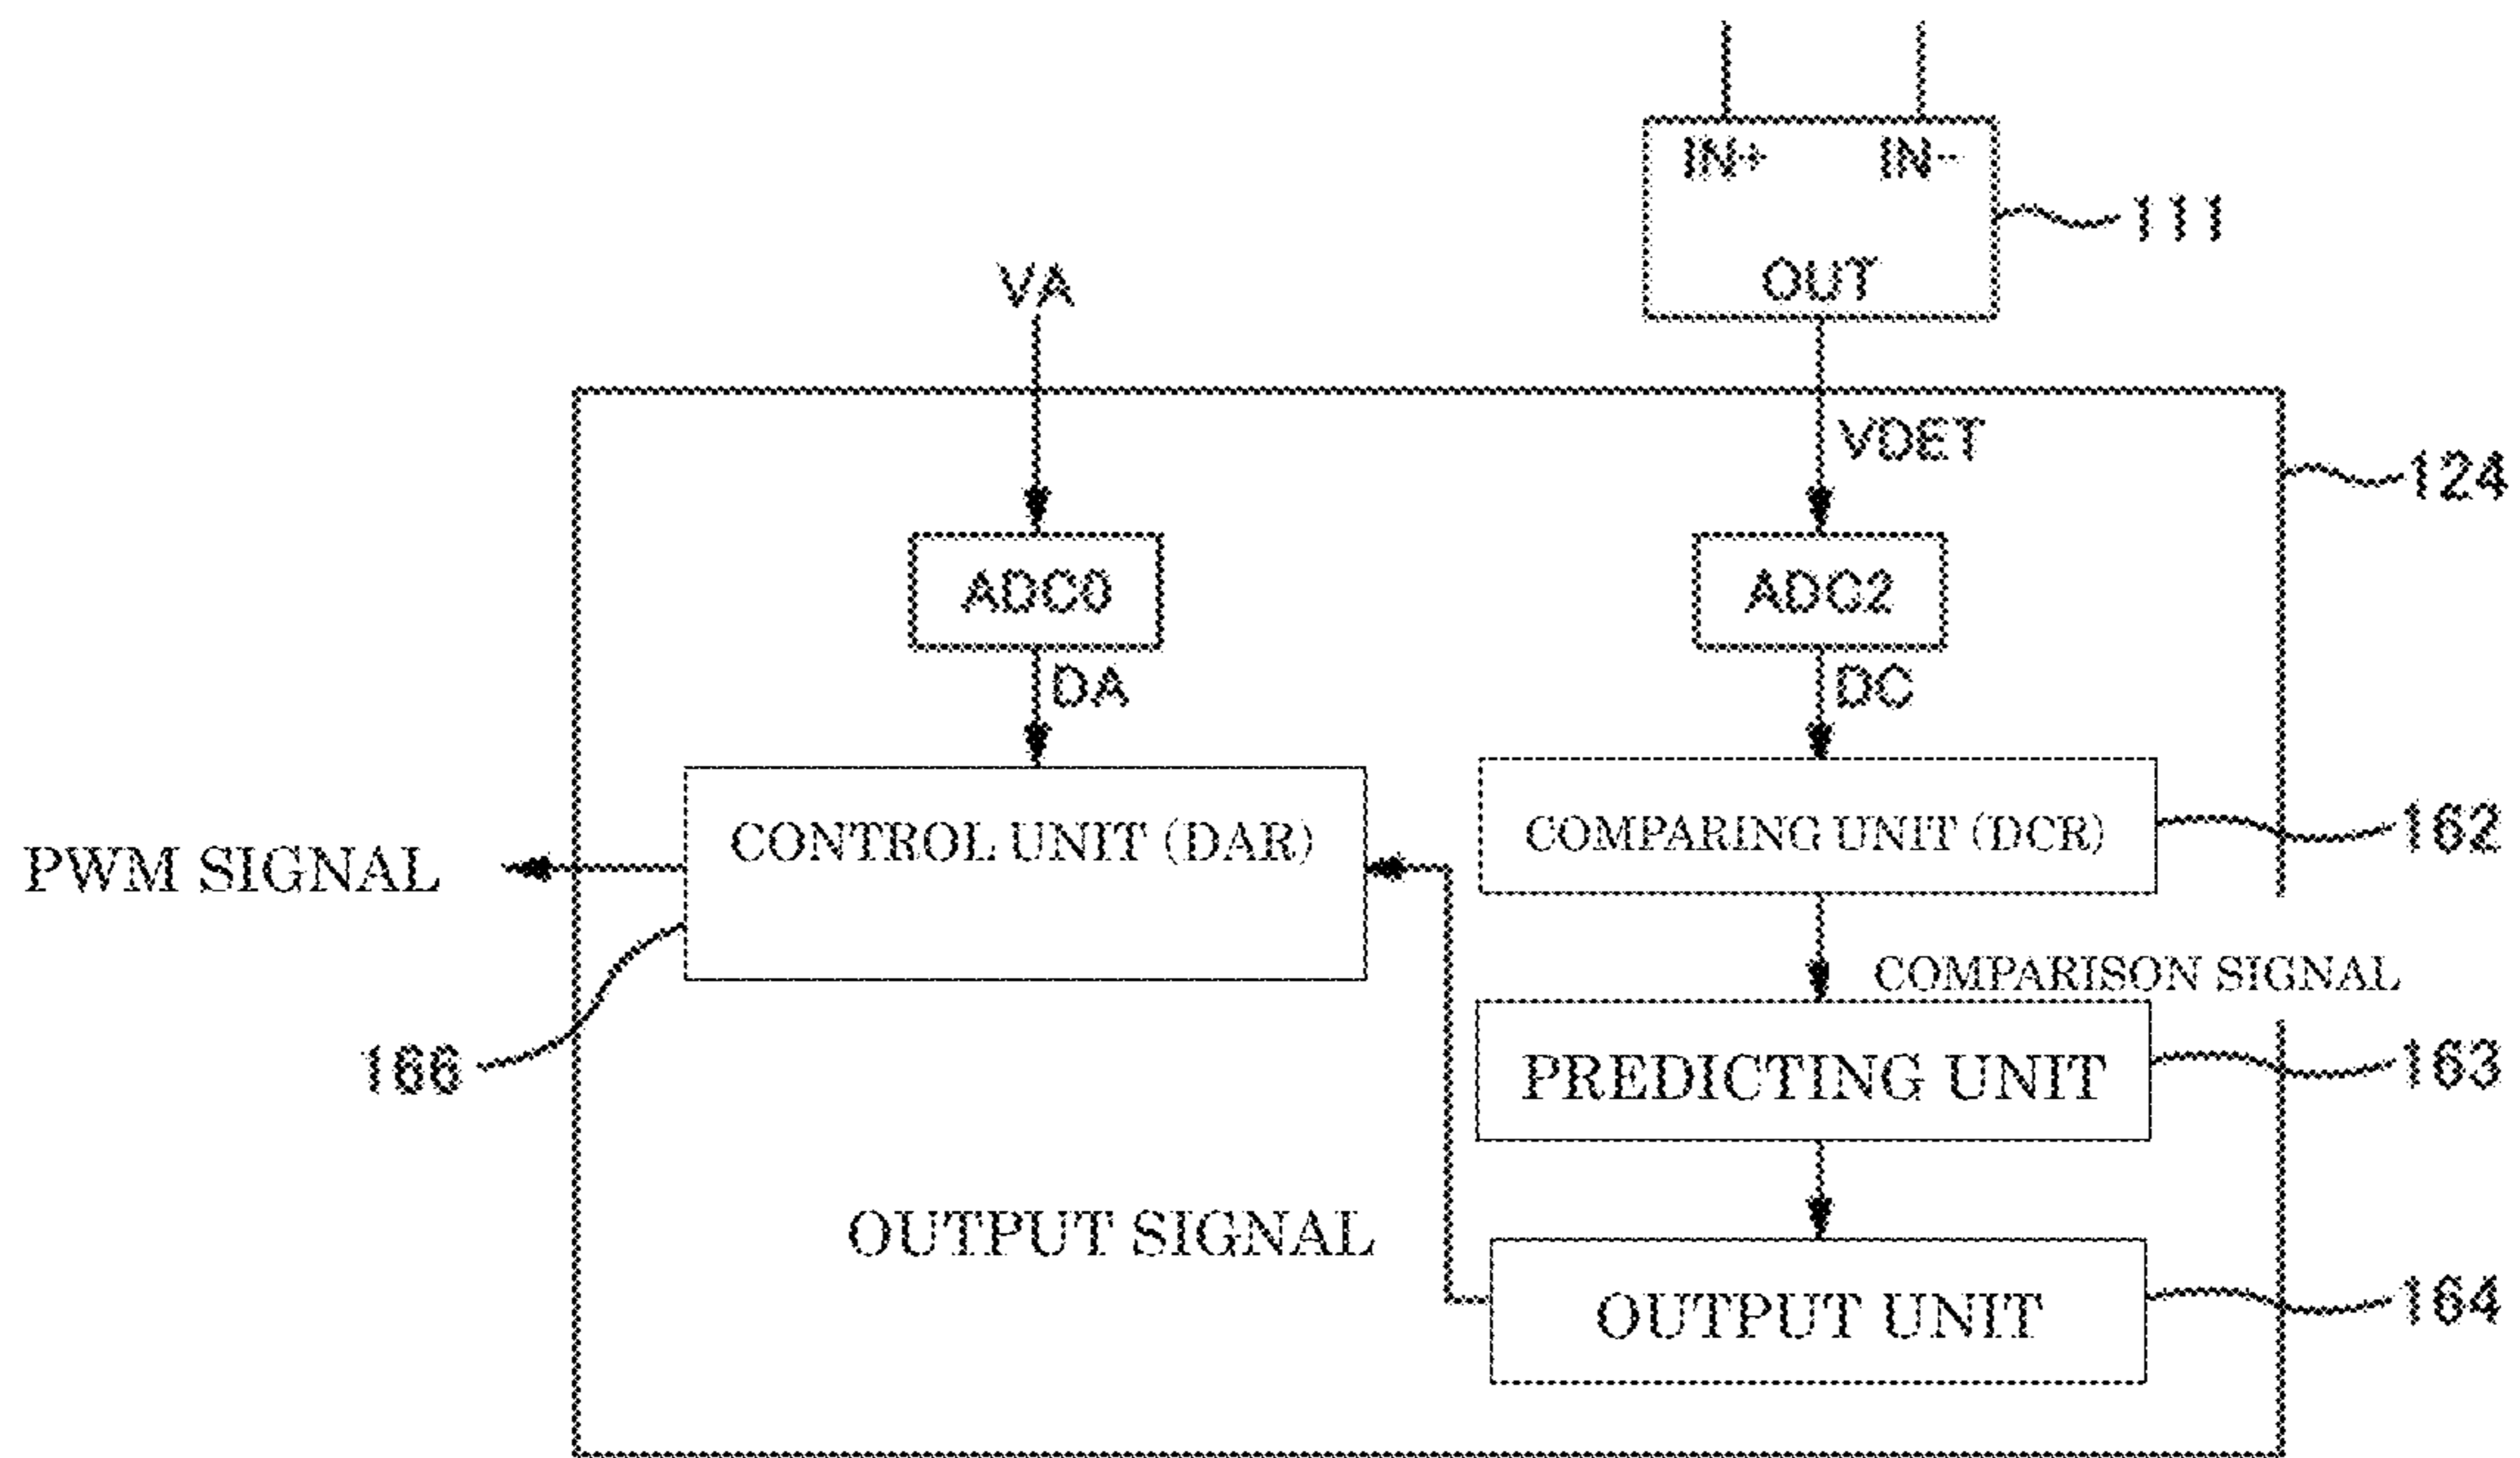 IN+ IN-
111
OUT
VA
VDET
124
ADC0 ADC2
DA DC
CONTROL UNIT (DAR) COMPARING UNIT (DCR) 162
PWM SIGNAL
COMPARISON SIGNAL
166 PREDICTING UNIT 163
OUTPUT SIGNAL
OUTPUT UNIT 164